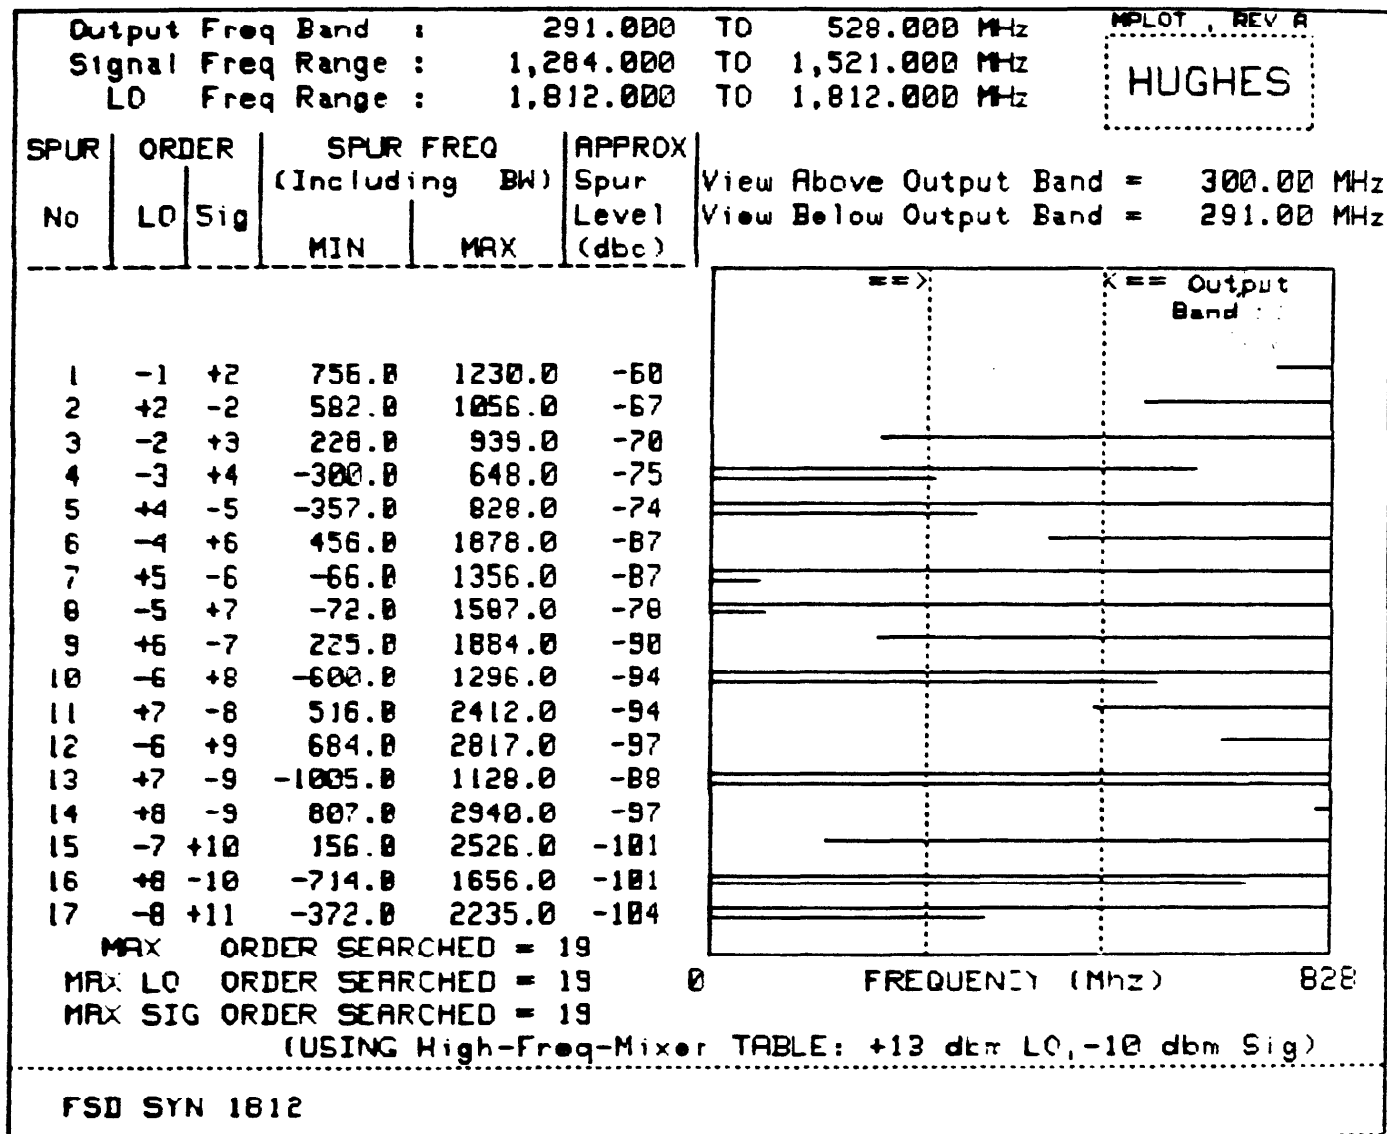 Output Freq Band : 291.000 TO 528.000 MHz
MPLOT , REV A
Signal Freq Range : 1,284.000 TO 1,521.000 MHz
HUGHES
LO Freq Range : 1,812.000 TO 1,812.000 MHz
SPUR ORDER SPUR FREQ APPROX
(Including BW) Spur
View Above Output Band = 300.00 MHz
No LO Sig Level
View Below Output Band = 291.00 MHz
MIN MAX (dbc)
==> <== Output
Band
1 -1 +2 756.0 1230.0 -60
2 +2 -2 582.0 1056.0 -67
3 -2 +3 228.0 939.0 -70
4 -3 +4 -300.0 648.0 -75
5 +4 -5 -357.0 828.0 -74
6 -4 +6 456.0 1878.0 -87
7 +5 -6 -66.0 1356.0 -87
8 -5 +7 -72.0 1587.0 -78
9 +6 -7 225.0 1884.0 -90
10 -6 +8 -600.0 1296.0 -94
11 +7 -8 516.0 2412.0 -94
12 -6 +9 684.0 2817.0 -97
13 +7 -9 -1005.0 1128.0 -88
14 +8 -9 807.0 2940.0 -97
15 -7 +10 156.0 2526.0 -101
16 +8 -10 -714.0 1656.0 -101
17 -8 +11 -372.0 2235.0 -104
MAX ORDER SEARCHED = 19
MAX LO ORDER SEARCHED = 19
0 FREQUENCY (Mhz) 828
MAX SIG ORDER SEARCHED = 19
(USING High-Freq-Mixer TABLE: +13 dbm LO,-10 dbm Sig)
FSD SYN 1812